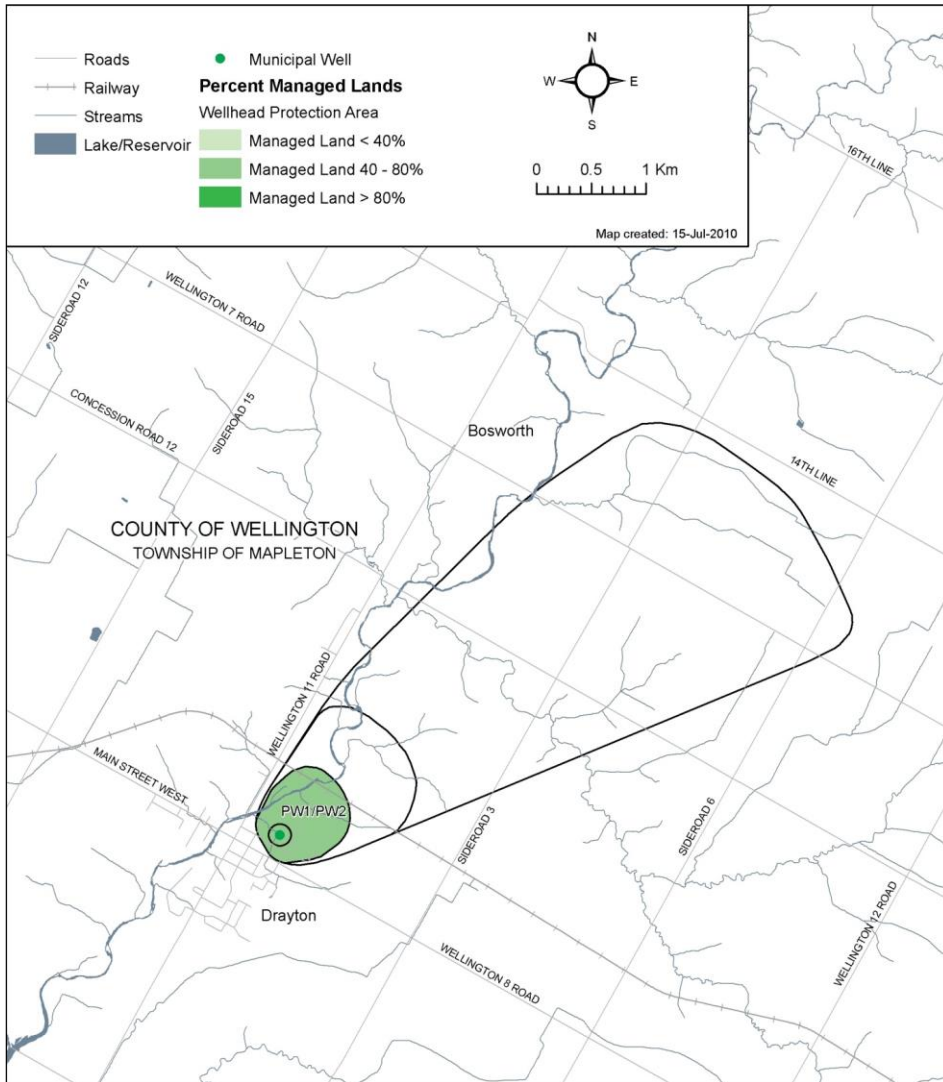 Roads
Railway
Streams
Lake/Reservoir
Municipal Well
Percent Managed Lands
Wellhead Protection Area
Managed Land < 40%
Managed Land 40 - 80%
Managed Land > 80%
N
W E
S
0 0.5 1 Km
Map created: 15-Jul-2010
16TH LINE
SIDEROAD 12
WELLINGTON 7 ROAD
CONCESSION ROAD 12
SIDEROAD 15
Bosworth
14TH LINE
COUNTY OF WELLINGTON
TOWNSHIP OF MAPLETON
WELLINGTON 11 ROAD
MAIN STREET WEST
PW1/PW2
SIDEROAD 3
SIDEROAD 6
Drayton
WELLINGTON 8 ROAD
WELLINGTON 12 ROAD